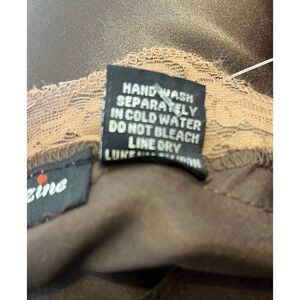 HAND WASH
SEPARATELY
IN COLD WATER
DO NOT BLEACH
LINE DRY
zine